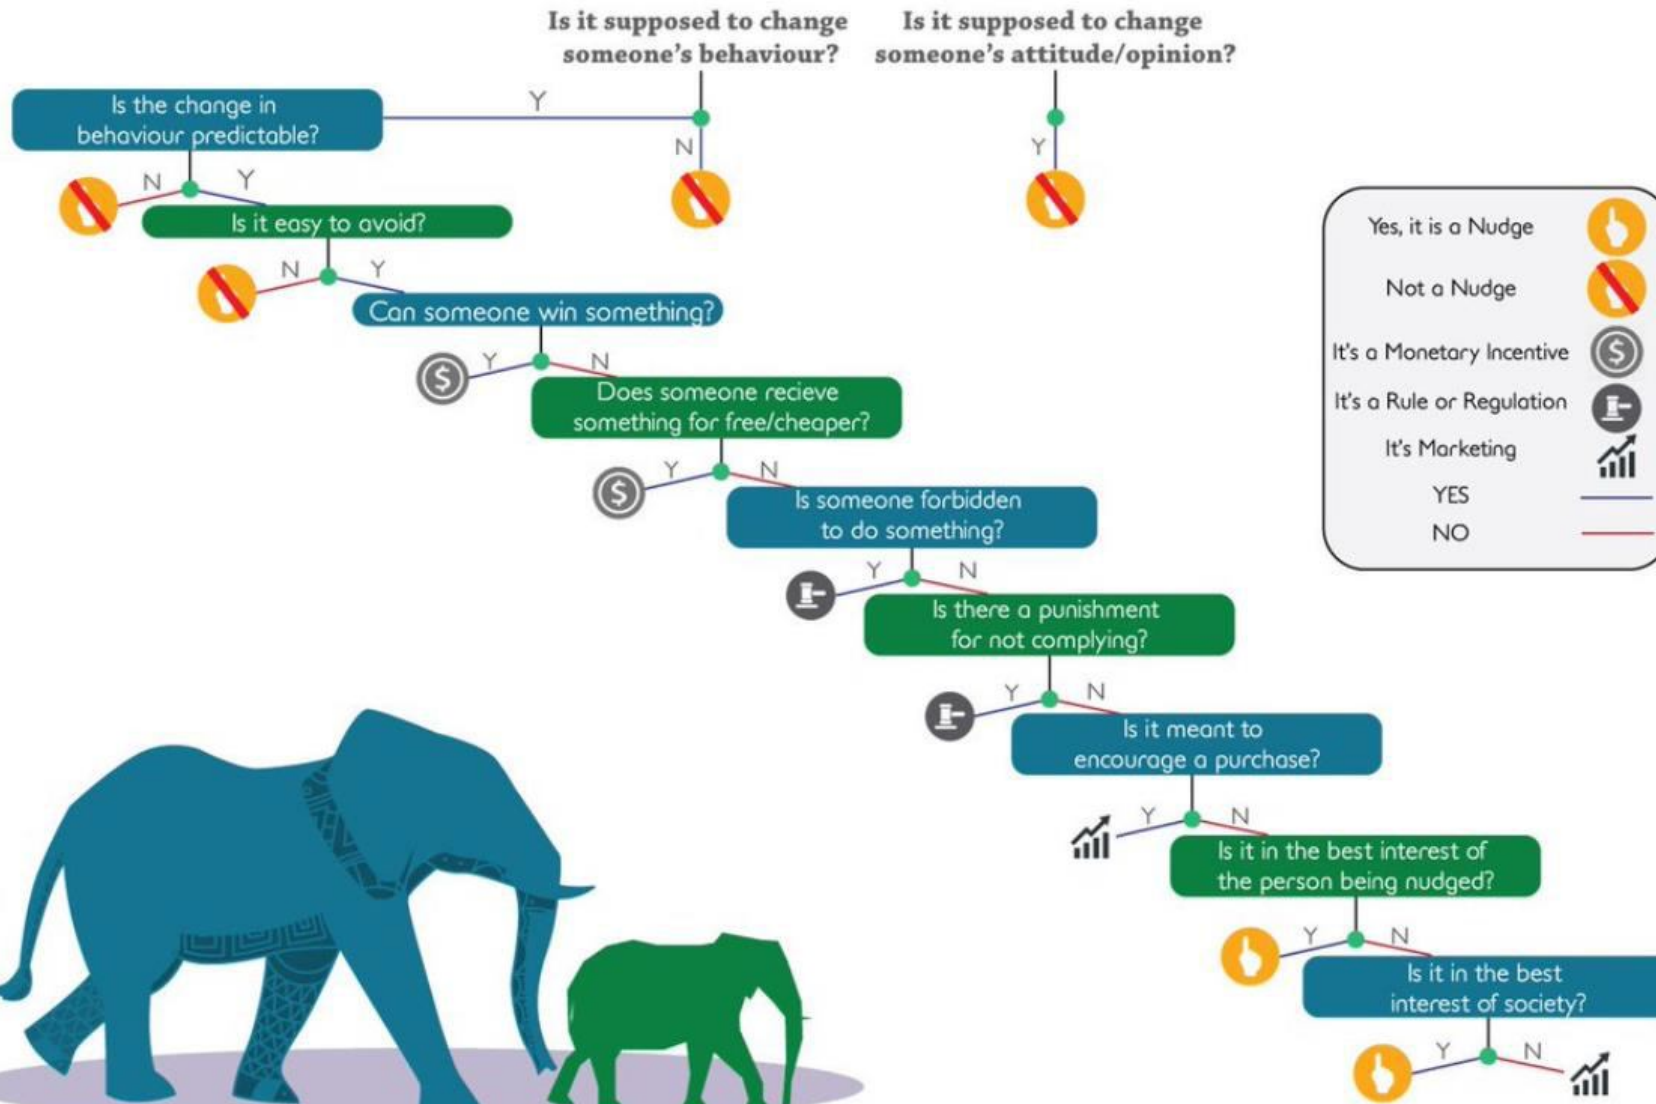 Is it supposed to change
someone's behaviour?
Is it supposed to change
someone's attitude/opinion?
Is the change in
behaviour predictable?
Y
N
Y
N
Y
Is it easy to avoid?
N
Y
Can someone win something?
$
Y
N
Does someone recieve
something for free/cheaper?
$
Y
N
Is someone forbidden
to do something?
Y
N
Is there a punishment
for not complying?
Y
N
Is it meant to
encourage a purchase?
Y
N
Is it in the best interest of
the person being nudged?
Y
N
Is it in the best
interest of society?
Y
N
Yes, it is a Nudge
Not a Nudge
It's a Monetary Incentive
$
It's a Rule or Regulation
It's Marketing
YES
NO